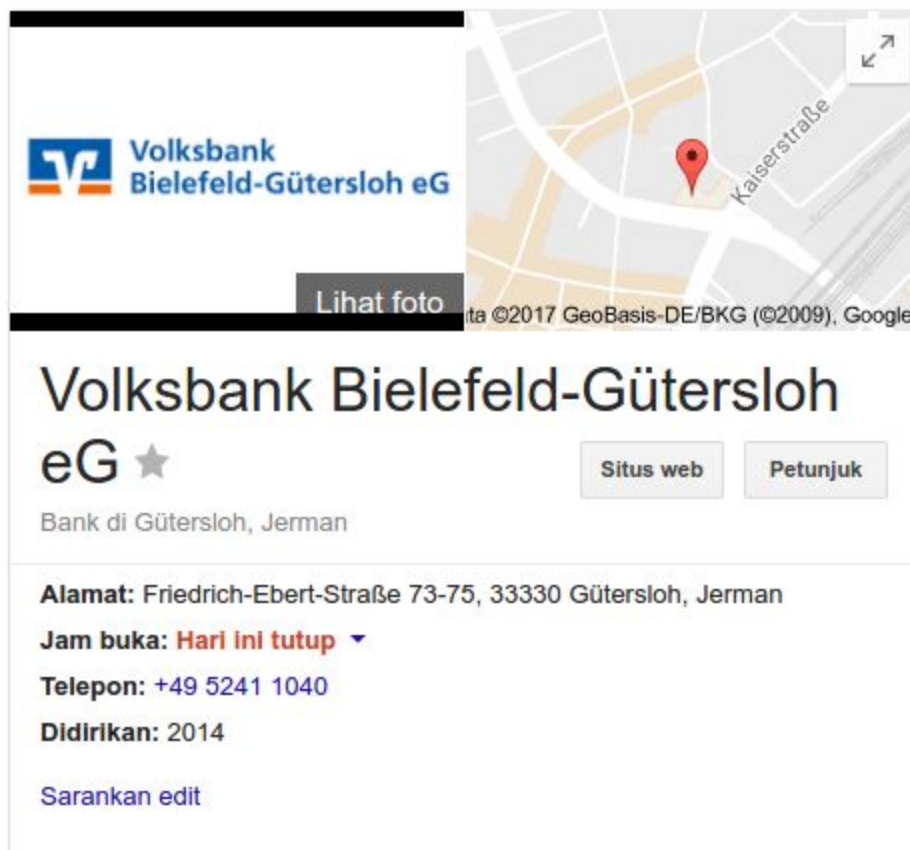 Volksbank
Bielefeld-Gütersloh eG
Lihat foto
Kaiserstraße
ta ©2017 GeoBasis-DE/BKG (©2009), Google
Volksbank Bielefeld-Gütersloh
eG
Situs web
Petunjuk
Bank di Gütersloh, Jerman
Alamat: Friedrich-Ebert-Straße 73-75, 33330 Gütersloh, Jerman
Jam buka: Hari ini tutup
Telepon: +49 5241 1040
Didirikan: 2014
Sarankan edit